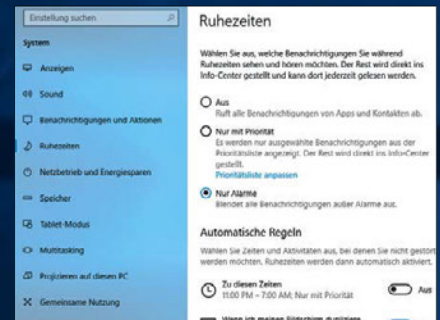 Einstellung suchen
System
Anzeigen
Sound
Benachrichtigungen und Aktionen
Ruhezeiten
Netzbetrieb und Energiesparen
Speicher
Tablet-Modus
Multitasking
Projizieren auf diesen PC
Gemeinsame Nutzung
Ruhezeiten
Wählen Sie aus, welche Benachrichtigungen Sie während
Ruhezeiten sehen und hören möchten. Der Rest wird direkt ins
Info-Center gestellt und kann dort jederzeit gelesen werden.
Aus
Ruft alle Benachrichtigungen von Apps und Kontakten ab.
Nur mit Priorität
Es werden nur ausgewählte Benachrichtigungen aus der
Prioritätsliste angezeigt. Der Rest wird direkt ins Info-Center
gestellt.
Prioritätsliste anpassen
Nur Alarme
Blendet alle Benachrichtigungen außer Alarme aus.
Automatische Regeln
Wählen Sie Zeiten und Aktivitäten aus, bei denen Sie nicht gestört
werden möchten. Ruhezeiten werden dann automatisch aktiviert.
Zu diesen Zeiten
11:00 PM – 7:00 AM; Nur mit Priorität
Aus
Wenn ich meinen Bildschirm dupliziere